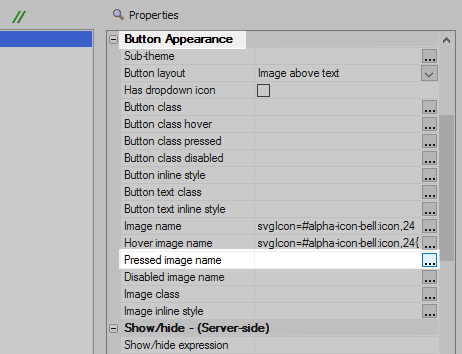 //
Properties
Button Appearance
Sub-theme ...
Button layout Image above text
Has dropdown icon
Button class ...
Button class hover ...
Button class pressed ...
Button class disabled ...
Button inline style ...
Button text class ...
Button text inline style ...
Image name svgIcon=#alpha-icon-bell:icon,24 ...
Hover image name svgIcon=#alpha-icon-bell:icon,24{ ...
Pressed image name ...
Disabled image name ...
Image class ...
Image inline style ...
Show/hide - (Server-side)
Show/hide expression